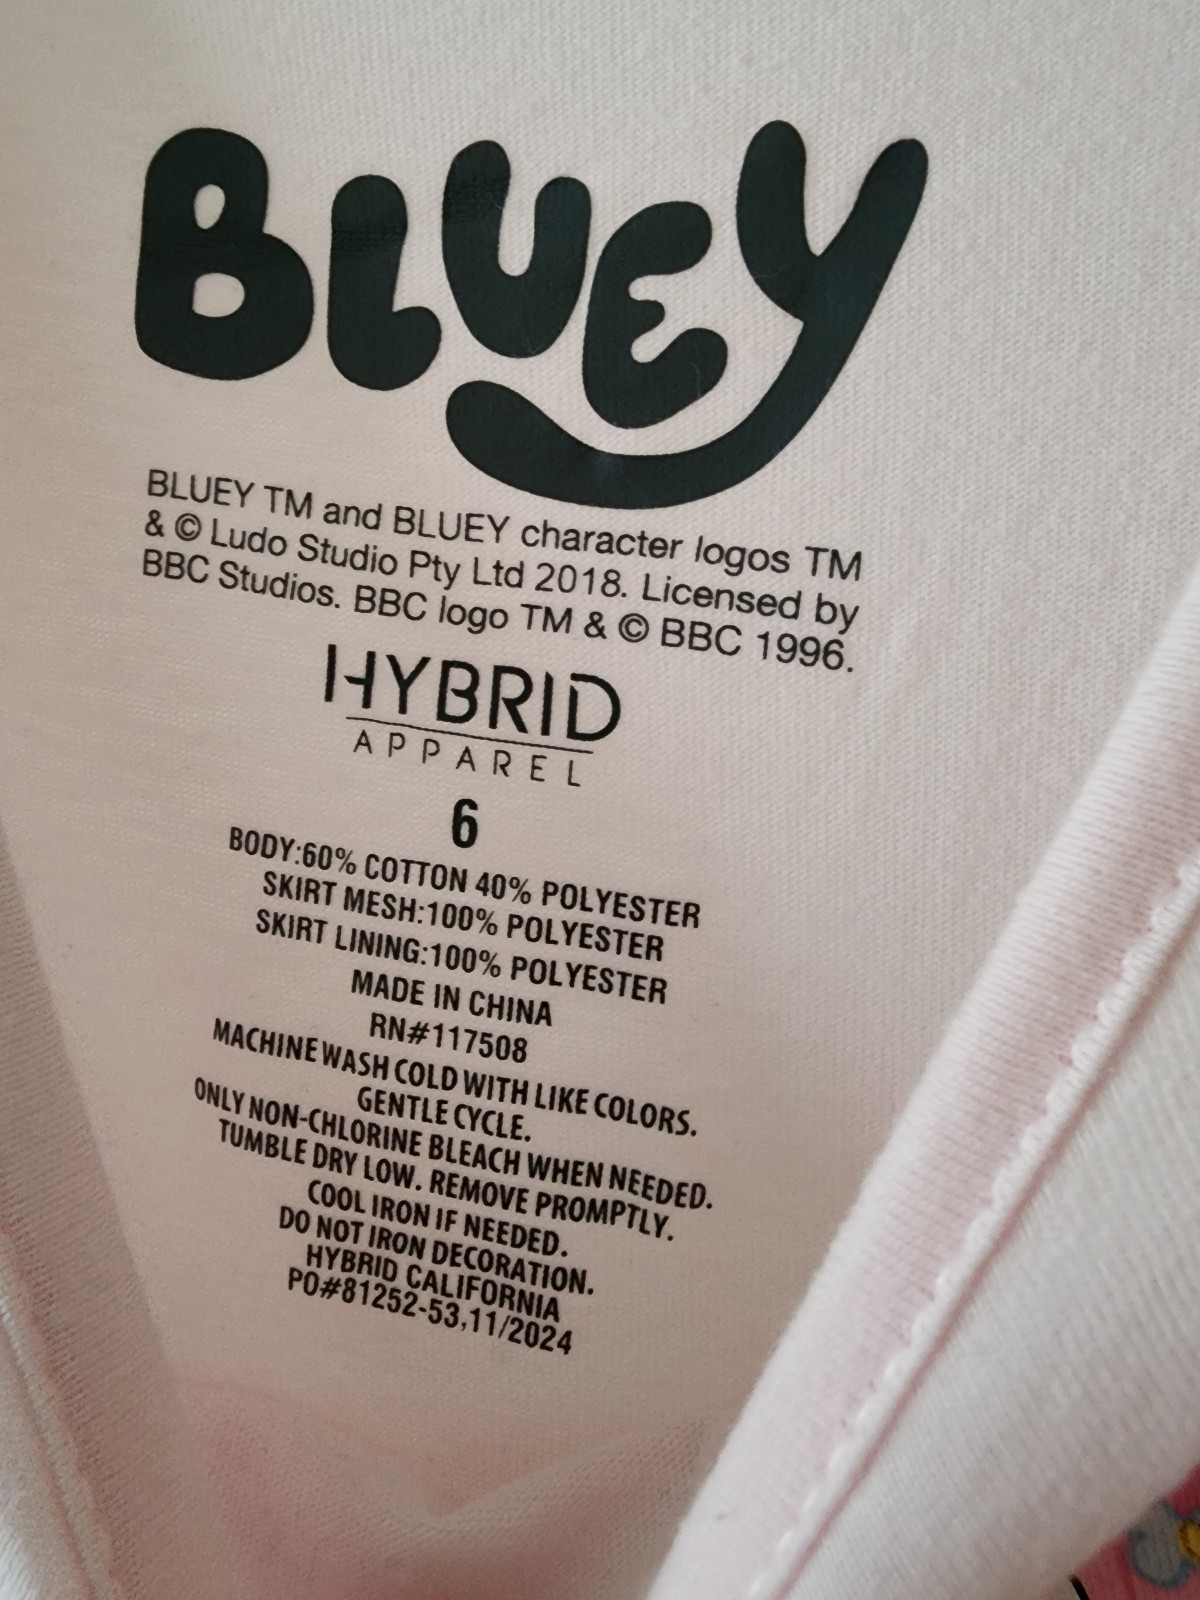 BLUEY
BLUEY TM and BLUEY character logos TM
& © Ludo Studio Pty Ltd 2018. Licensed by
BBC Studios. BBC logo TM & © BBC 1996.
HYBRID
APPAREL
6
BODY:60% COTTON 40% POLYESTER
SKIRT MESH:100% POLYESTER
SKIRT LINING:100% POLYESTER
MADE IN CHINA
RN#117508
MACHINE WASH COLD WITH LIKE COLORS.
GENTLE CYCLE.
ONLY NON-CHLORINE BLEACH WHEN NEEDED.
TUMBLE DRY LOW. REMOVE PROMPTLY.
COOL IRON IF NEEDED.
DO NOT IRON DECORATION.
HYBRID CALIFORNIA
PO#81252-53,11/2024